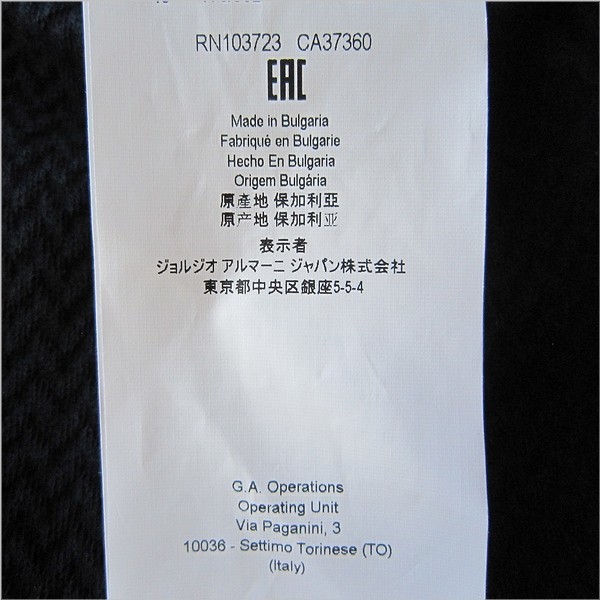 RN103723 CA37360
EAC
Made in Bulgaria
Fabriqué en Bulgarie
Hecho En Bulgaria
Origem Bulgária
原產地 保加利亞
原产地 保加利亚
表示者
ジョルジオ アルマーニ ジャパン株式会社
東京都中央区銀座5-5-4
G.A. Operations
Operating Unit
Via Paganini, 3
10036 - Settimo Torinese (TO)
(Italy)